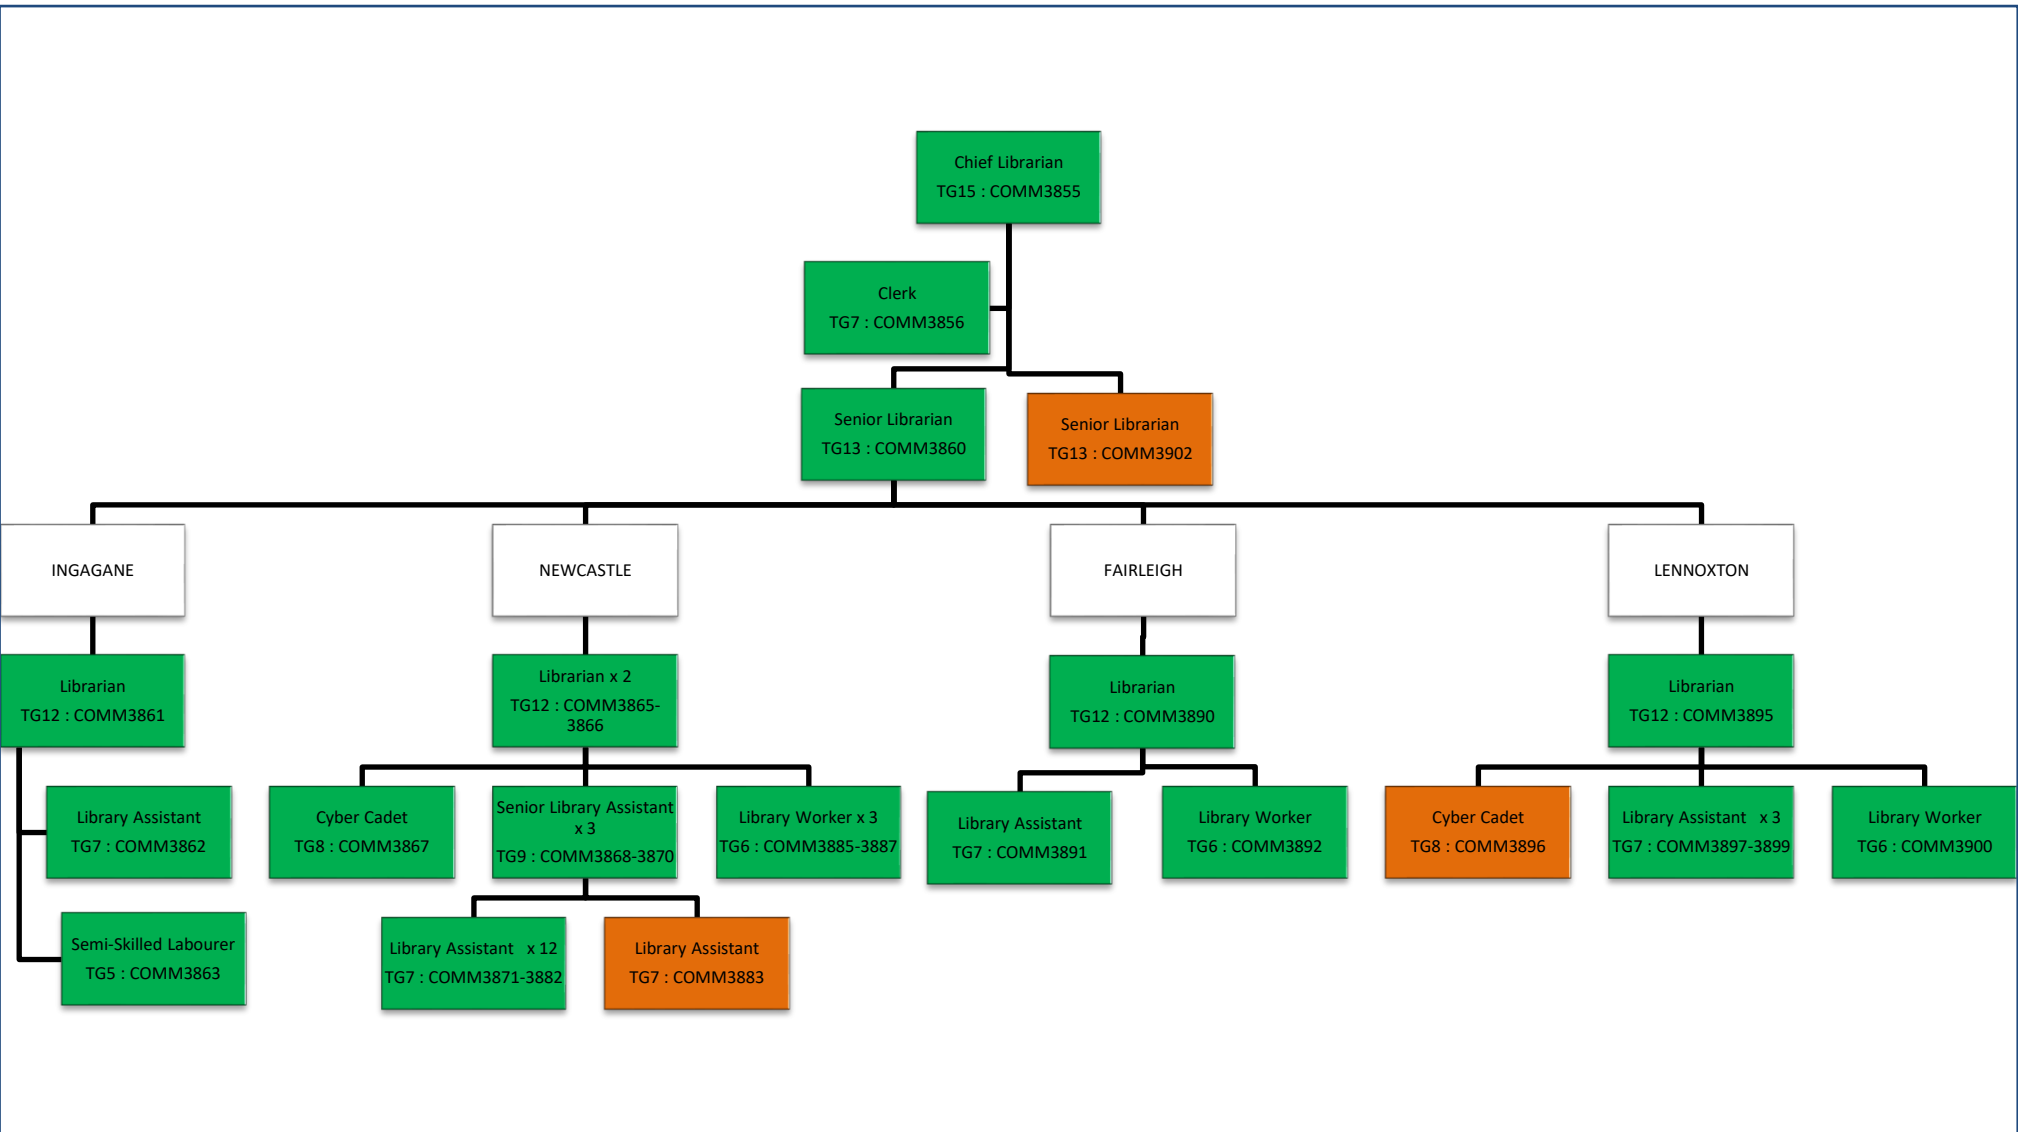 Chief Librarian
TG15 : COMM3855
Clerk
TG7 : COMM3856
Senior Librarian
TG13 : COMM3860
Senior Librarian
TG13 : COMM3902
INGAGANE
NEWCASTLE
FAIRLEIGH
LENNOXTON
Librarian
TG12 : COMM3861
Librarian x 2
TG12 : COMM3865-
3866
Librarian
TG12 : COMM3890
Librarian
TG12 : COMM3895
Library Assistant
TG7 : COMM3862
Cyber Cadet
TG8 : COMM3867
Senior Library Assistant
x 3
TG9 : COMM3868-3870
Library Worker x 3
TG6 : COMM3885-3887
Library Assistant
TG7 : COMM3891
Library Worker
TG6 : COMM3892
Cyber Cadet
TG8 : COMM3896
Library Assistant x 3
TG7 : COMM3897-3899
Library Worker
TG6 : COMM3900
Semi-Skilled Labourer
TG5 : COMM3863
Library Assistant x 12
TG7 : COMM3871-3882
Library Assistant
TG7 : COMM3883